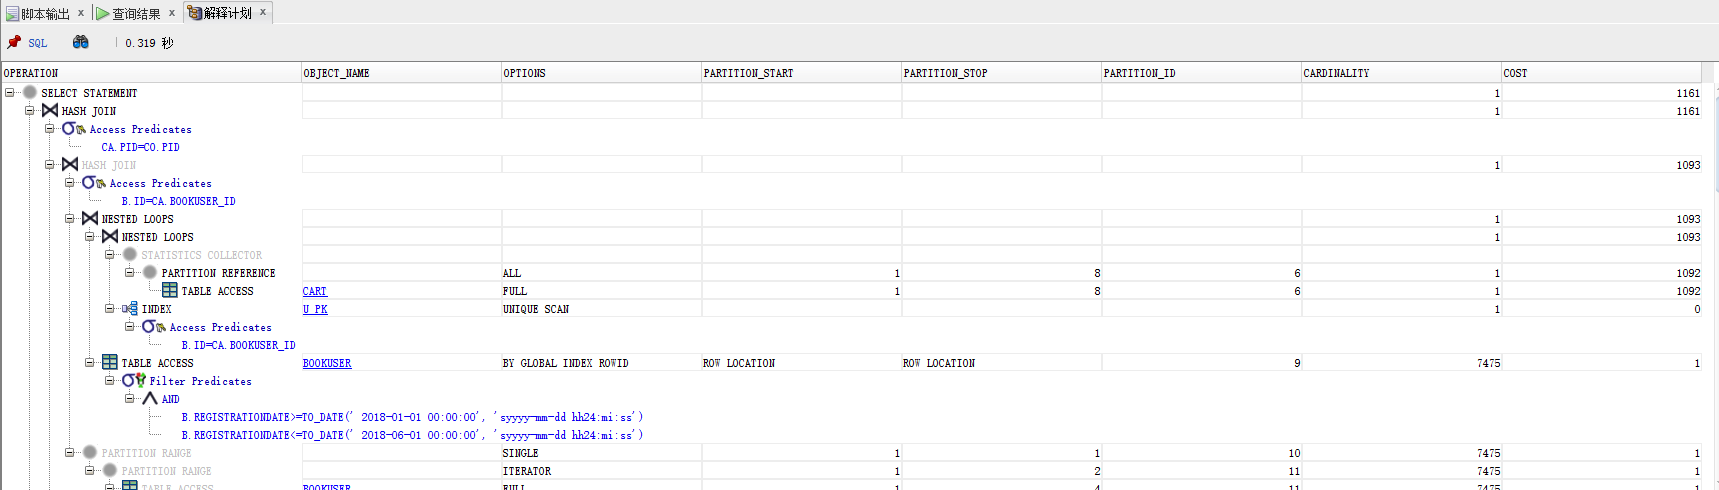 脚本输出 x 查询结果 x 解释计划 x
SQL 0.319 秒
OPERATION OBJECT_NAME OPTIONS PARTITION_START PARTITION_STOP PARTITION_ID CARDINALITY COST
SELECT STATEMENT 1 1161
HASH JOIN 1 1161
Access Predicates
CA.PID=CO.PID
HASH JOIN 1 1093
Access Predicates
B.ID=CA.BOOKUSER_ID
NESTED LOOPS 1 1093
NESTED LOOPS 1 1093
STATISTICS COLLECTOR
PARTITION REFERENCE ALL 1 8 6 1 1092
TABLE ACCESS CART FULL 1 8 6 1 1092
INDEX U_PK UNIQUE SCAN 1 0
Access Predicates
B.ID=CA.BOOKUSER_ID
TABLE ACCESS BOOKUSER BY GLOBAL INDEX ROWID ROW LOCATION ROW LOCATION 9 7475 1
Filter Predicates
AND
B.REGISTRATIONDATE>=TO_DATE(' 2018-01-01 00:00:00', 'syyyy-mm-dd hh24:mi:ss')
B.REGISTRATIONDATE<=TO_DATE(' 2018-06-01 00:00:00', 'syyyy-mm-dd hh24:mi:ss')
PARTITION RANGE SINGLE 1 1 10 7475 1
PARTITION RANGE ITERATOR 1 2 11 7475 1
TABLE ACCESS BOOKUSER FULL 1 4 11 7475 1